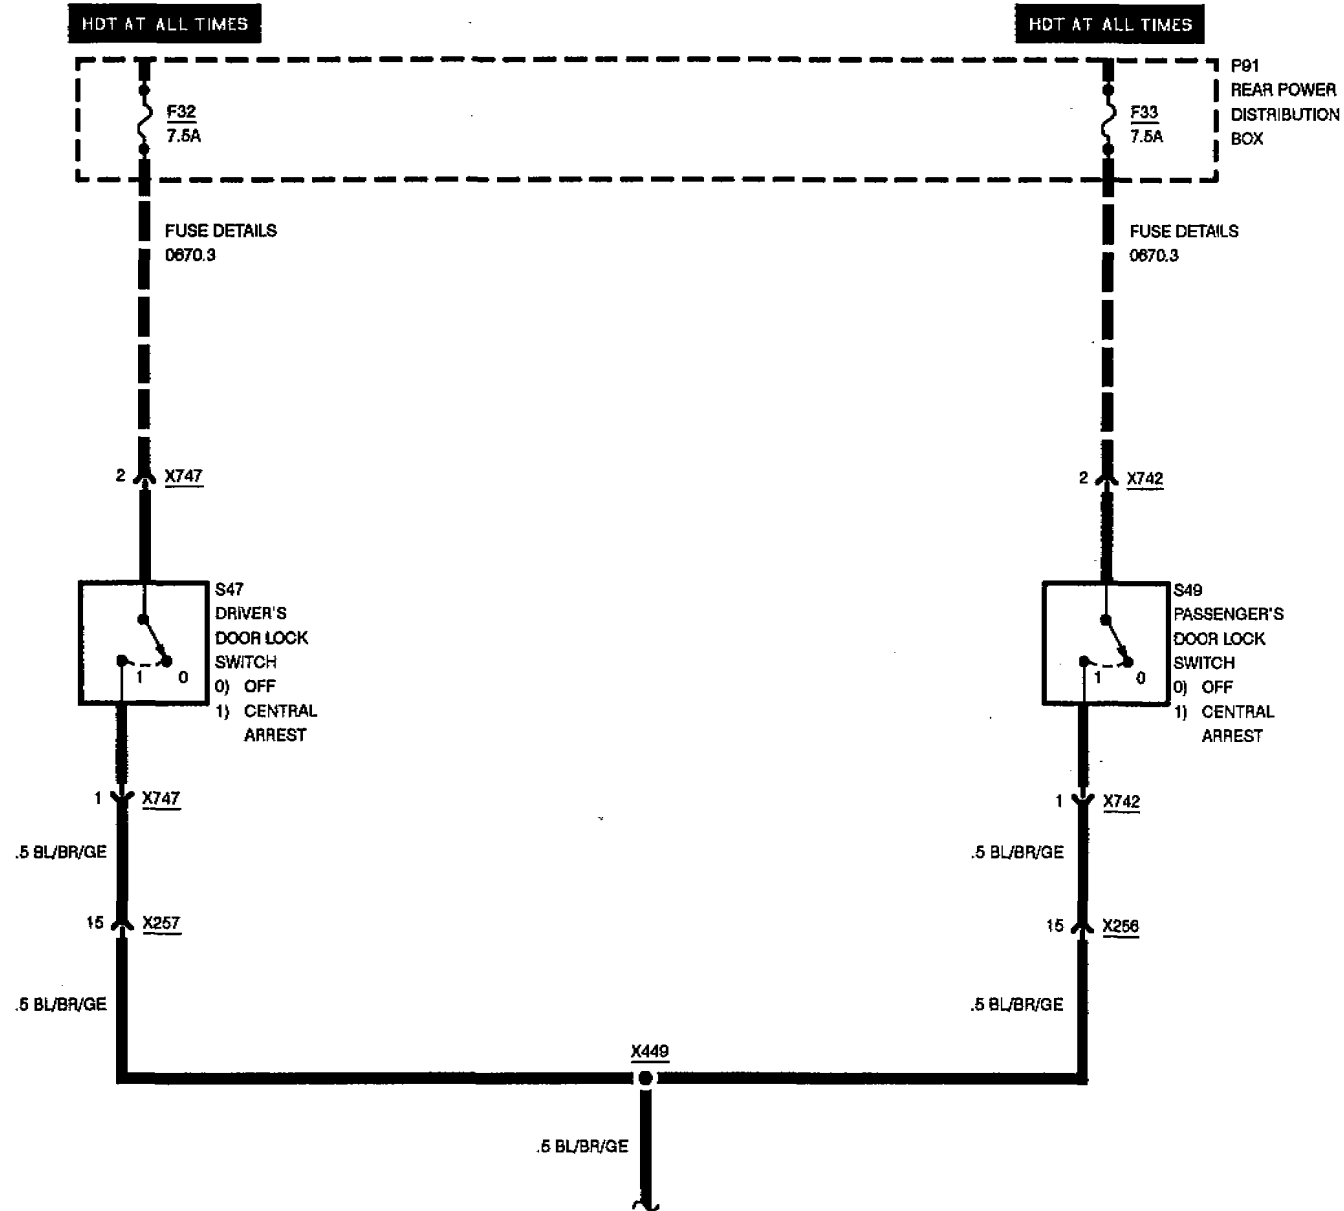 HOT AT ALL TIMES
HOT AT ALL TIMES
P91
REAR POWER
DISTRIBUTION
BOX
F32
7.5A
F33
7.5A
FUSE DETAILS
0670.3
FUSE DETAILS
0670.3
2 X747
2 X742
S47
DRIVER'S
DOOR LOCK
SWITCH
0) OFF
1) CENTRAL
ARREST
1 0
S49
PASSENGER'S
DOOR LOCK
SWITCH
0) OFF
1) CENTRAL
ARREST
1 0
1 X747
1 X742
.5 BL/BR/GE
.5 BL/BR/GE
15 X257
15 X256
.5 BL/BR/GE
.5 BL/BR/GE
X449
.5 BL/BR/GE